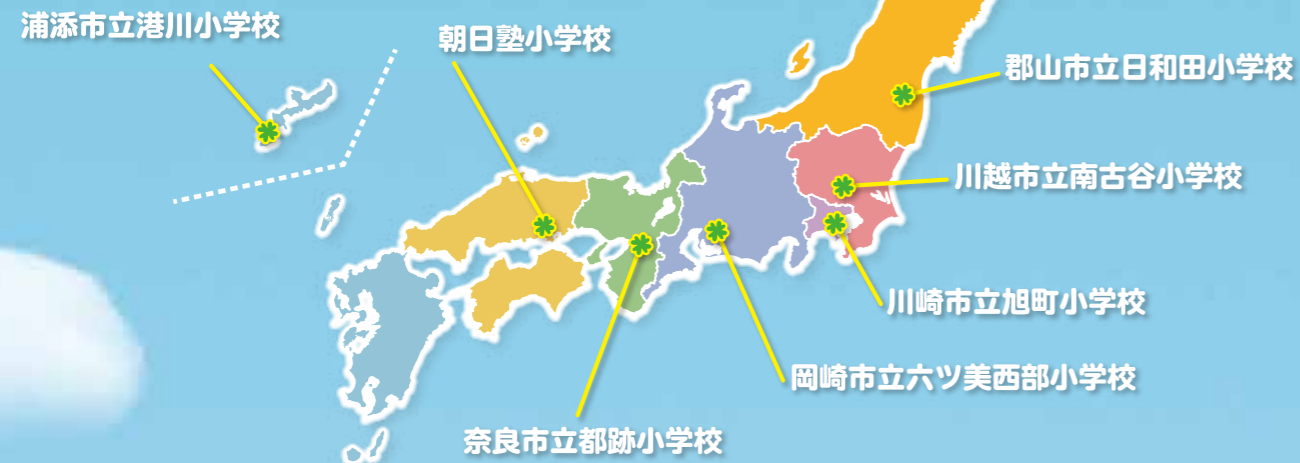 浦添市立港川小学校
朝日塾小学校
郡山市立日和田小学校
川越市立南古谷小学校
川崎市立旭町小学校
岡崎市立六ツ美西部小学校
奈良市立都跡小学校